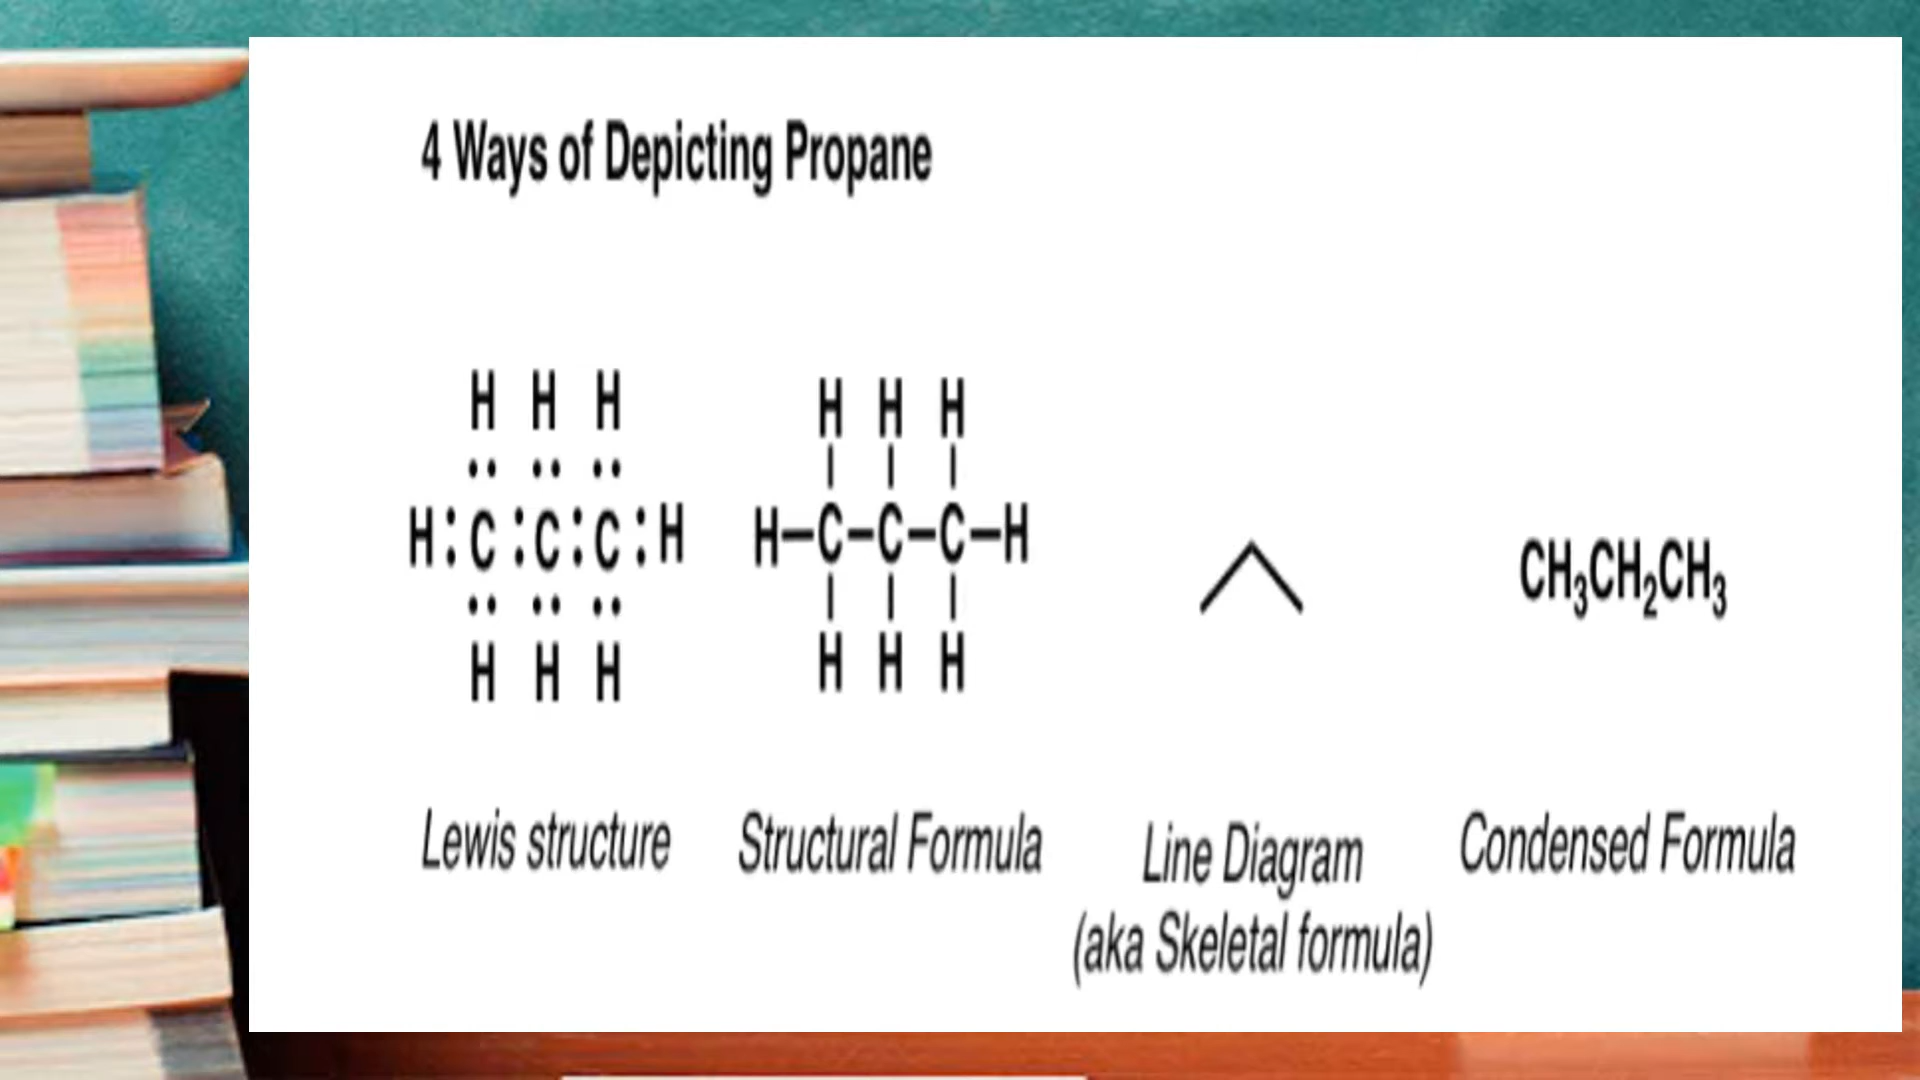 4 Ways of Depicting Propane
H H H
.. .. ..
H:C:C:C:H
.. .. ..
H H H
H H H
| | |
H–C–C–C–H
| | |
H H H
CH₃CH₂CH₃
Lewis structure
Structural Formula
Line Diagram
(aka Skeletal formula)
Condensed Formula